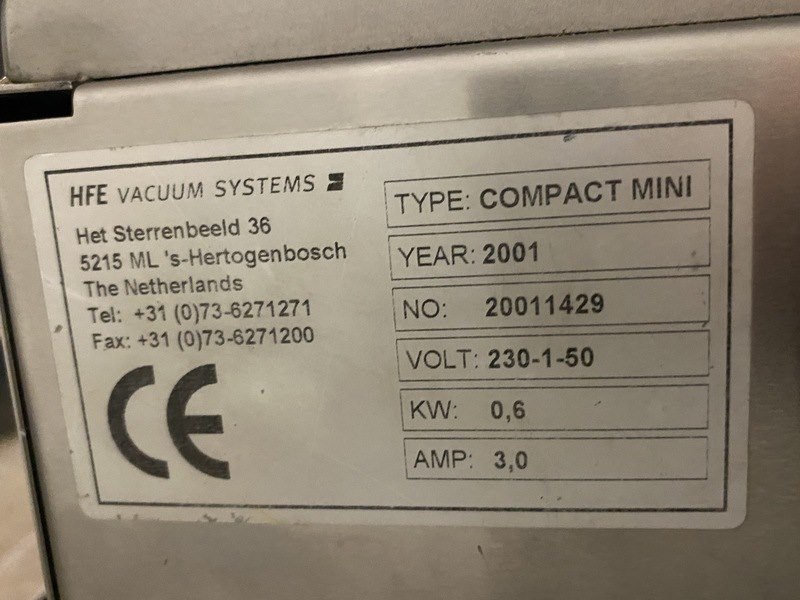 HFE VACUUM SYSTEMS
Het Sterrenbeeld 36
5215 ML 's-Hertogenbosch
The Netherlands
Tel: +31 (0)73-6271271
Fax: +31 (0)73-6271200
CE
TYPE: COMPACT MINI
YEAR: 2001
NO: 20011429
VOLT: 230-1-50
KW: 0,6
AMP: 3,0